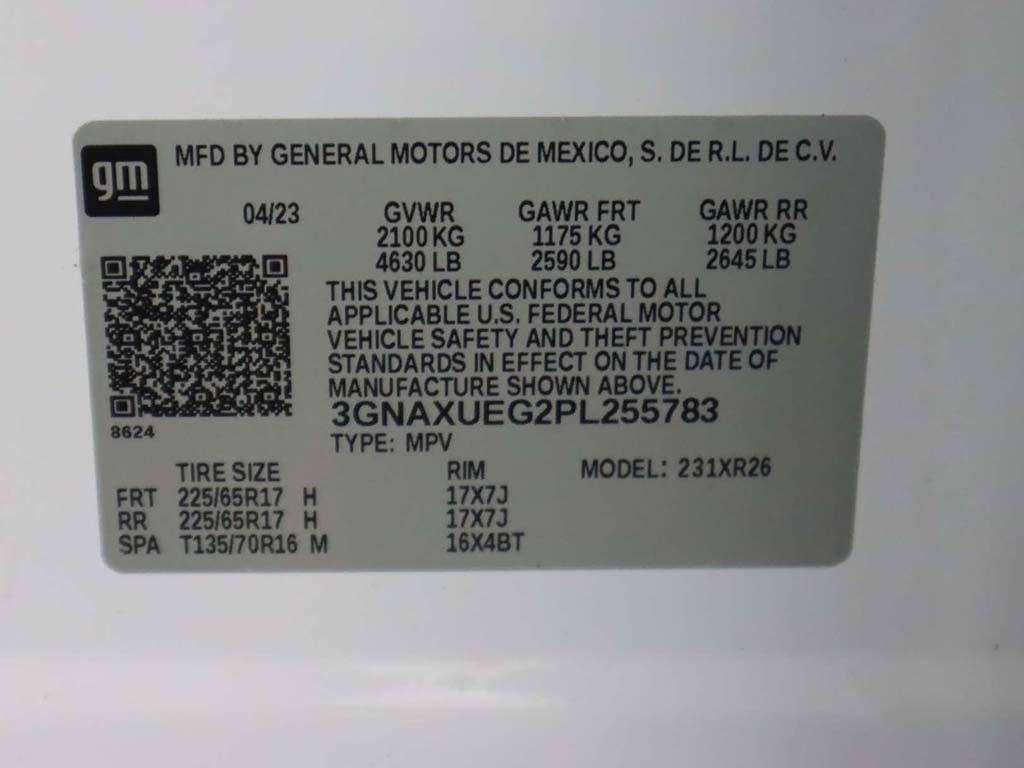 gm MFD BY GENERAL MOTORS DE MEXICO, S. DE R.L. DE C.V.
04/23 GVWR GAWR FRT GAWR RR
2100 KG 1175 KG 1200 KG
4630 LB 2590 LB 2645 LB
THIS VEHICLE CONFORMS TO ALL
APPLICABLE U.S. FEDERAL MOTOR
VEHICLE SAFETY AND THEFT PREVENTION
STANDARDS IN EFFECT ON THE DATE OF
MANUFACTURE SHOWN ABOVE.
3GNAXUEG2PL255783
8624
TYPE: MPV
TIRE SIZE RIM MODEL: 231XR26
FRT 225/65R17 H 17X7J
RR 225/65R17 H 17X7J
SPA T135/70R16 M 16X4BT